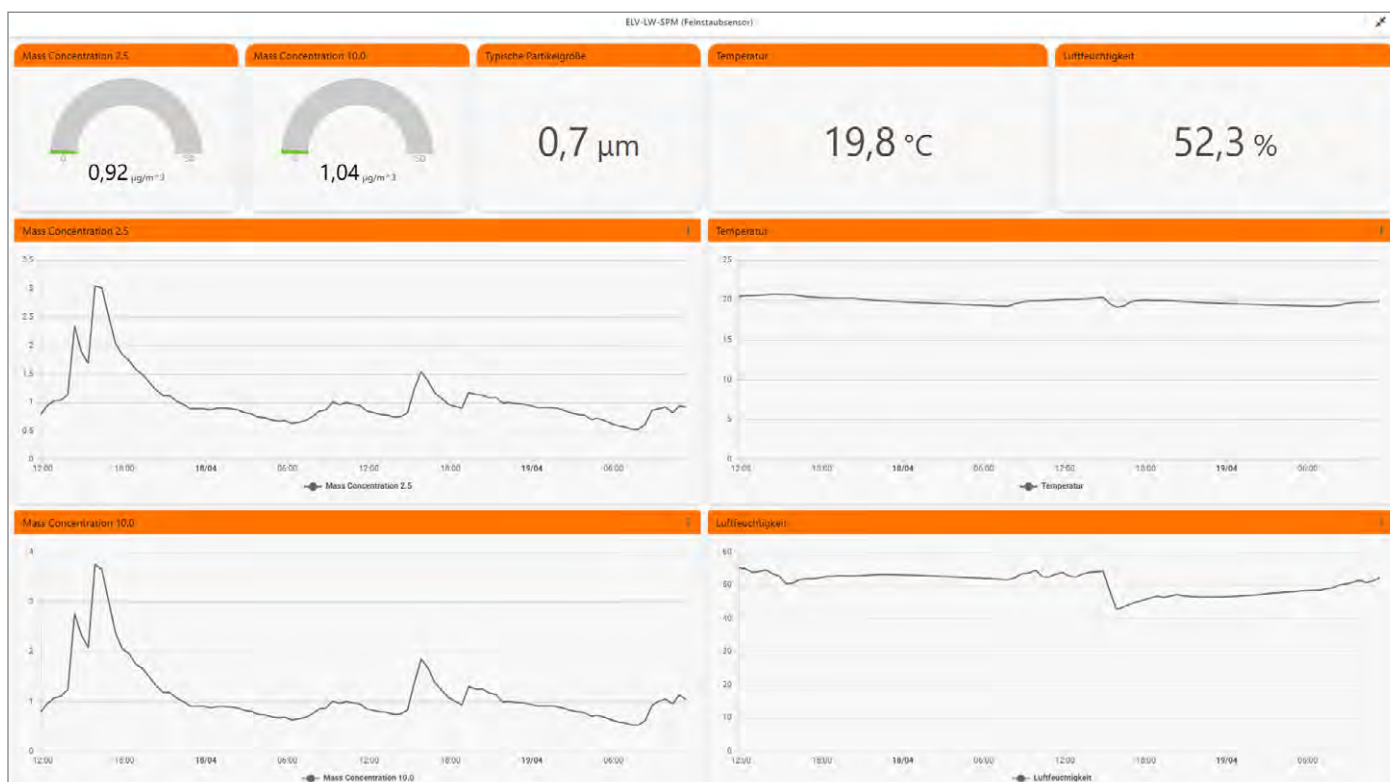 ELV-LW-SPM (Feinstaubsensor)
Mass Concentration 2.5
Mass Concentration 10.0
Typische Partikelgröße
Temperatur
Luftfeuchtigkeit
0 50
0,92 µg/m^3
0 50
1,04 µg/m^3
0,7 µm
19,8 °C
52,3 %
Mass Concentration 2.5
3.5
3
2.5
2
1.5
1
0.5
0
12:00 18:00 18/04 06:00 12:00 18:00 19/04 06:00
Mass Concentration 2.5
Temperatur
25
20
15
10
5
0
12:00 18:00 18/04 06:00 12:00 18:00 19/04 06:00
Temperatur
Mass Concentration 10.0
4
3
2
1
0
12:00 18:00 18/04 06:00 12:00 18:00 19/04 06:00
Mass Concentration 10.0
Luftfeuchtigkeit
60
50
40
30
20
10
0
12:00 18:00 18/04 06:00 12:00 18:00 19/04 06:00
Luftfeuchtigkeit